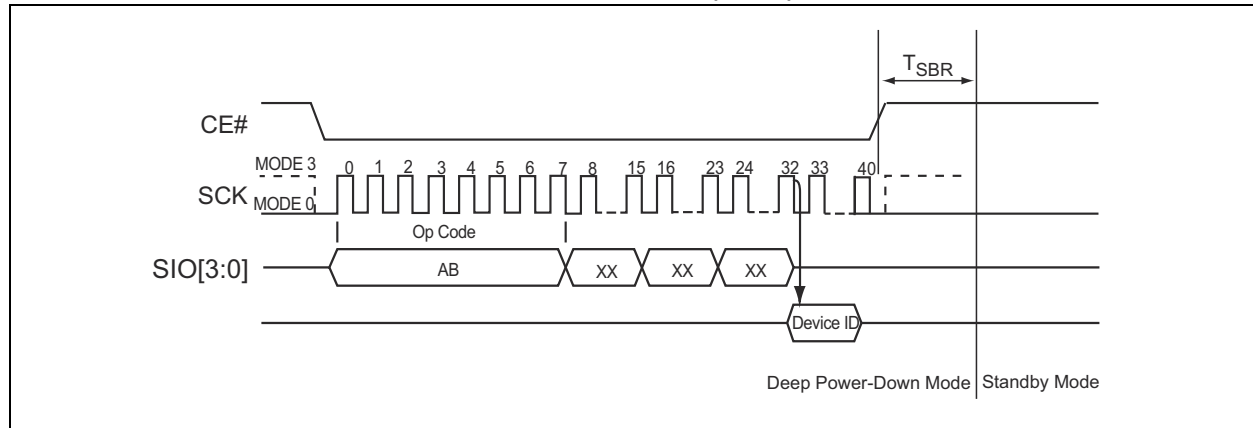 TSBR
CE#
MODE 3
0 1 2 3 4 5 6 7 8 15 16 23 24 32 33 40
SCK
MODE 0
Op Code
SIO[3:0]
AB XX XX XX
Device ID
Deep Power-Down Mode Standby Mode